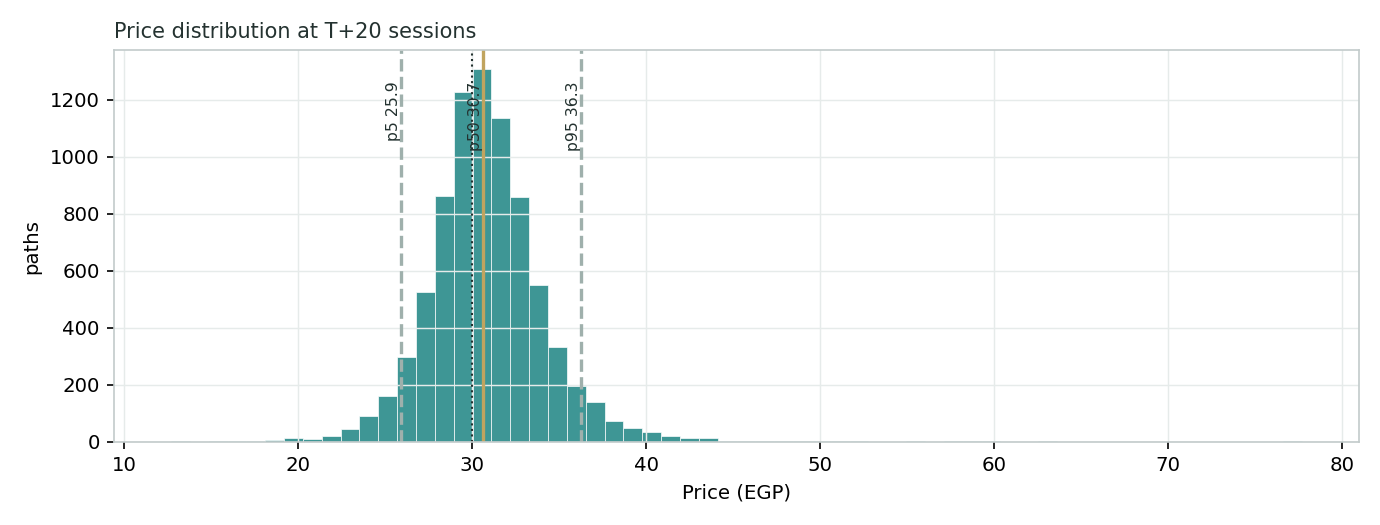 Price distribution at T+20 sessions
paths
1200
1000
800
600
400
200
0
p5 25.9
p50 30.7
p95 36.3
10 20 30 40 50 60 70 80
Price (EGP)